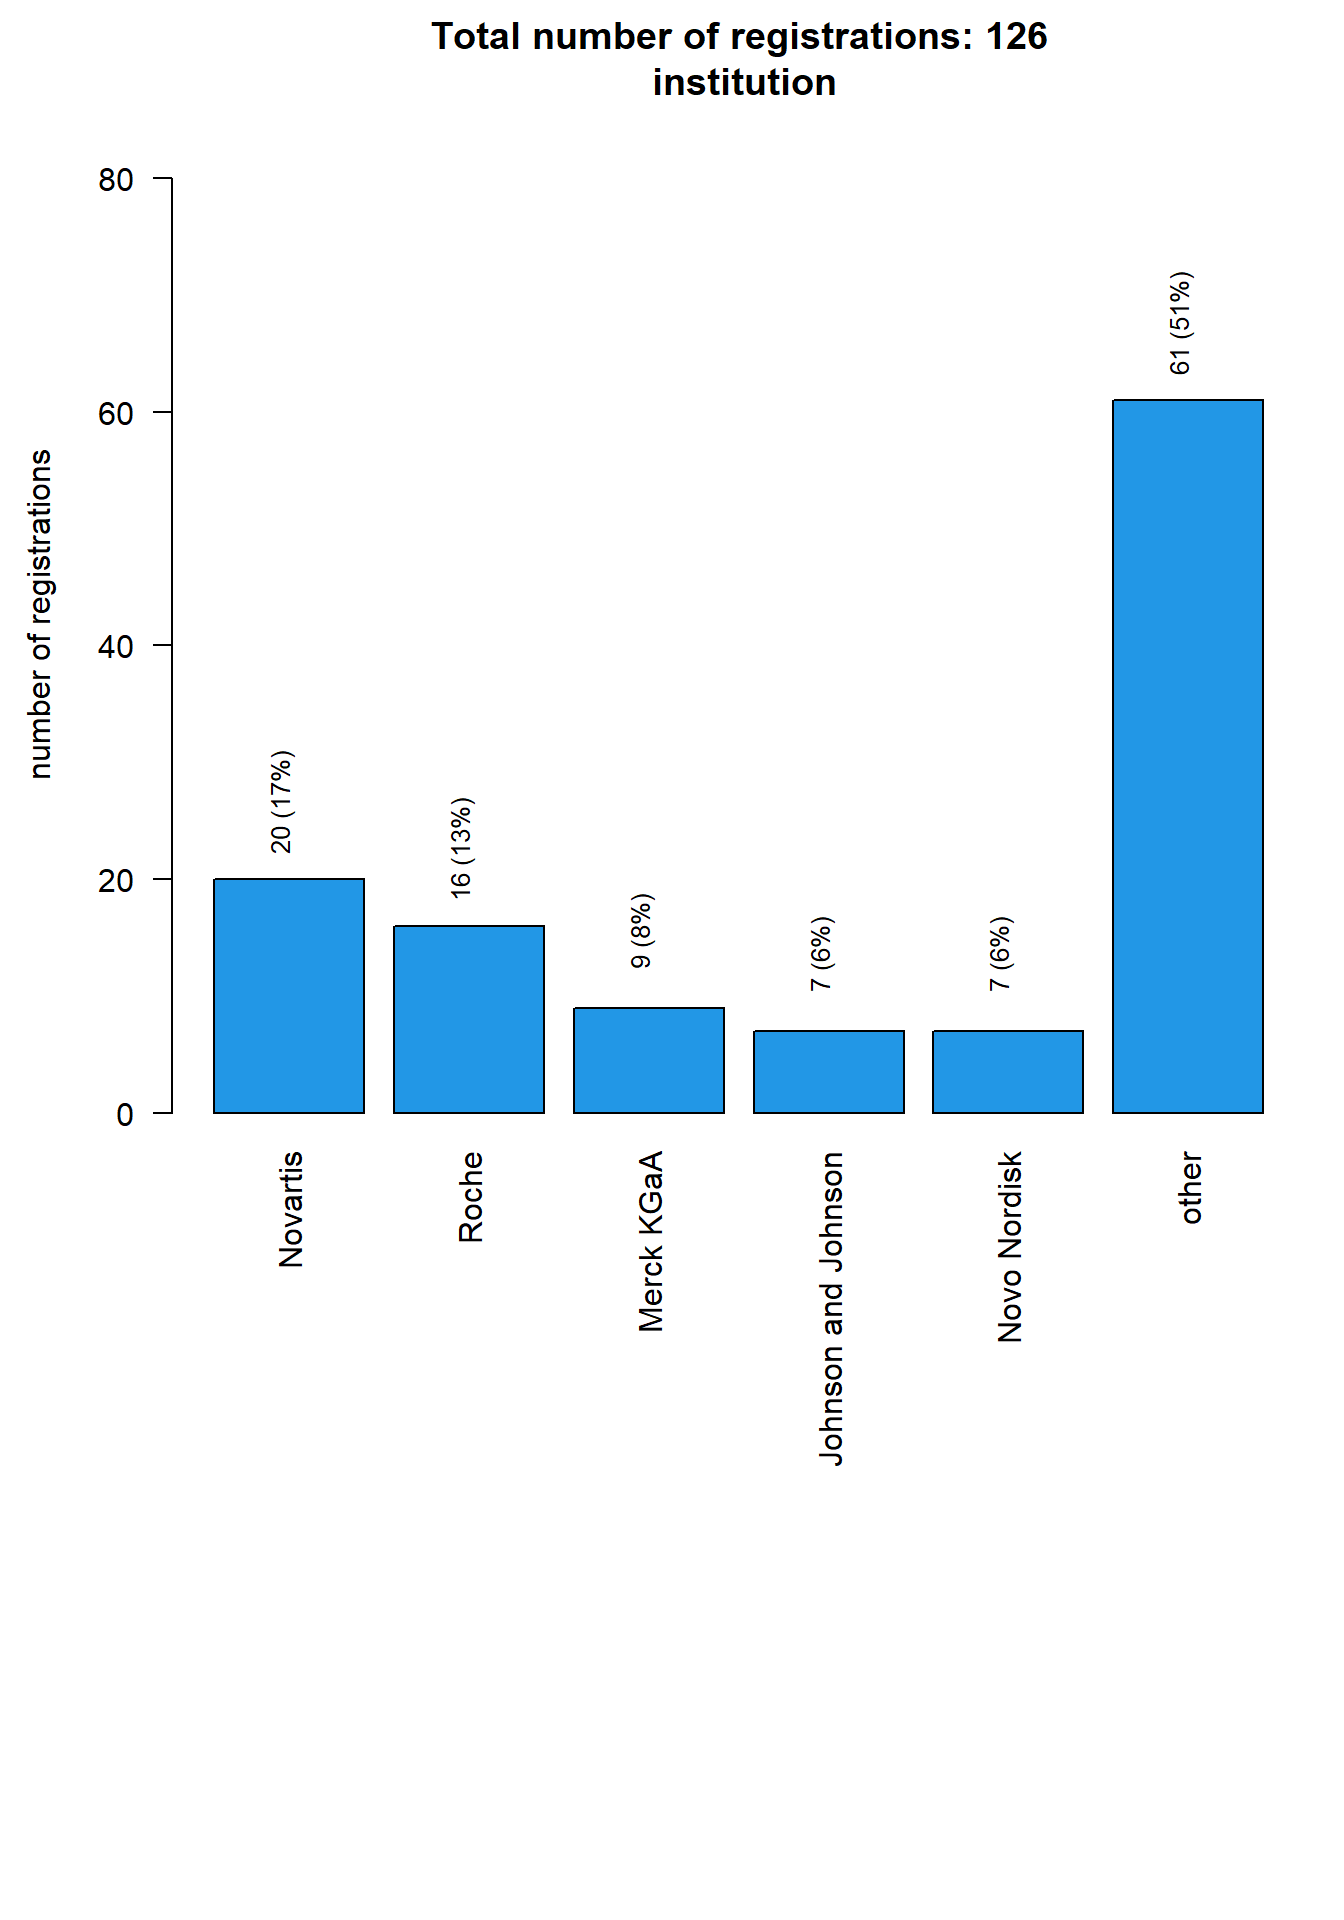 Total number of registrations: 126
institution
number of registrations
80
60
40
20
0
20 (17%)
16 (13%)
9 (8%)
7 (6%)
7 (6%)
61 (51%)
Novartis
Roche
Merck KGaA
Johnson and Johnson
Novo Nordisk
other